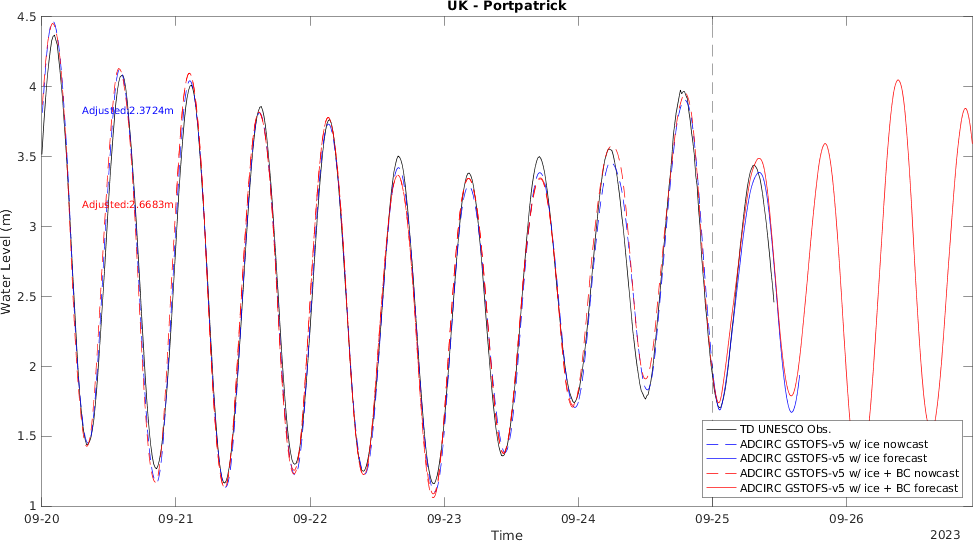 UK - Portpatrick
4.5
4
3.5
3
2.5
2
1.5
1
Water Level (m)
Adjusted:2.3724m
Adjusted:2.6683m
TD UNESCO Obs.
ADCIRC GSTOFS-v5 w/ ice nowcast
ADCIRC GSTOFS-v5 w/ ice forecast
ADCIRC GSTOFS-v5 w/ ice + BC nowcast
ADCIRC GSTOFS-v5 w/ ice + BC forecast
09-20 09-21 09-22 09-23 09-24 09-25 09-26
Time
2023